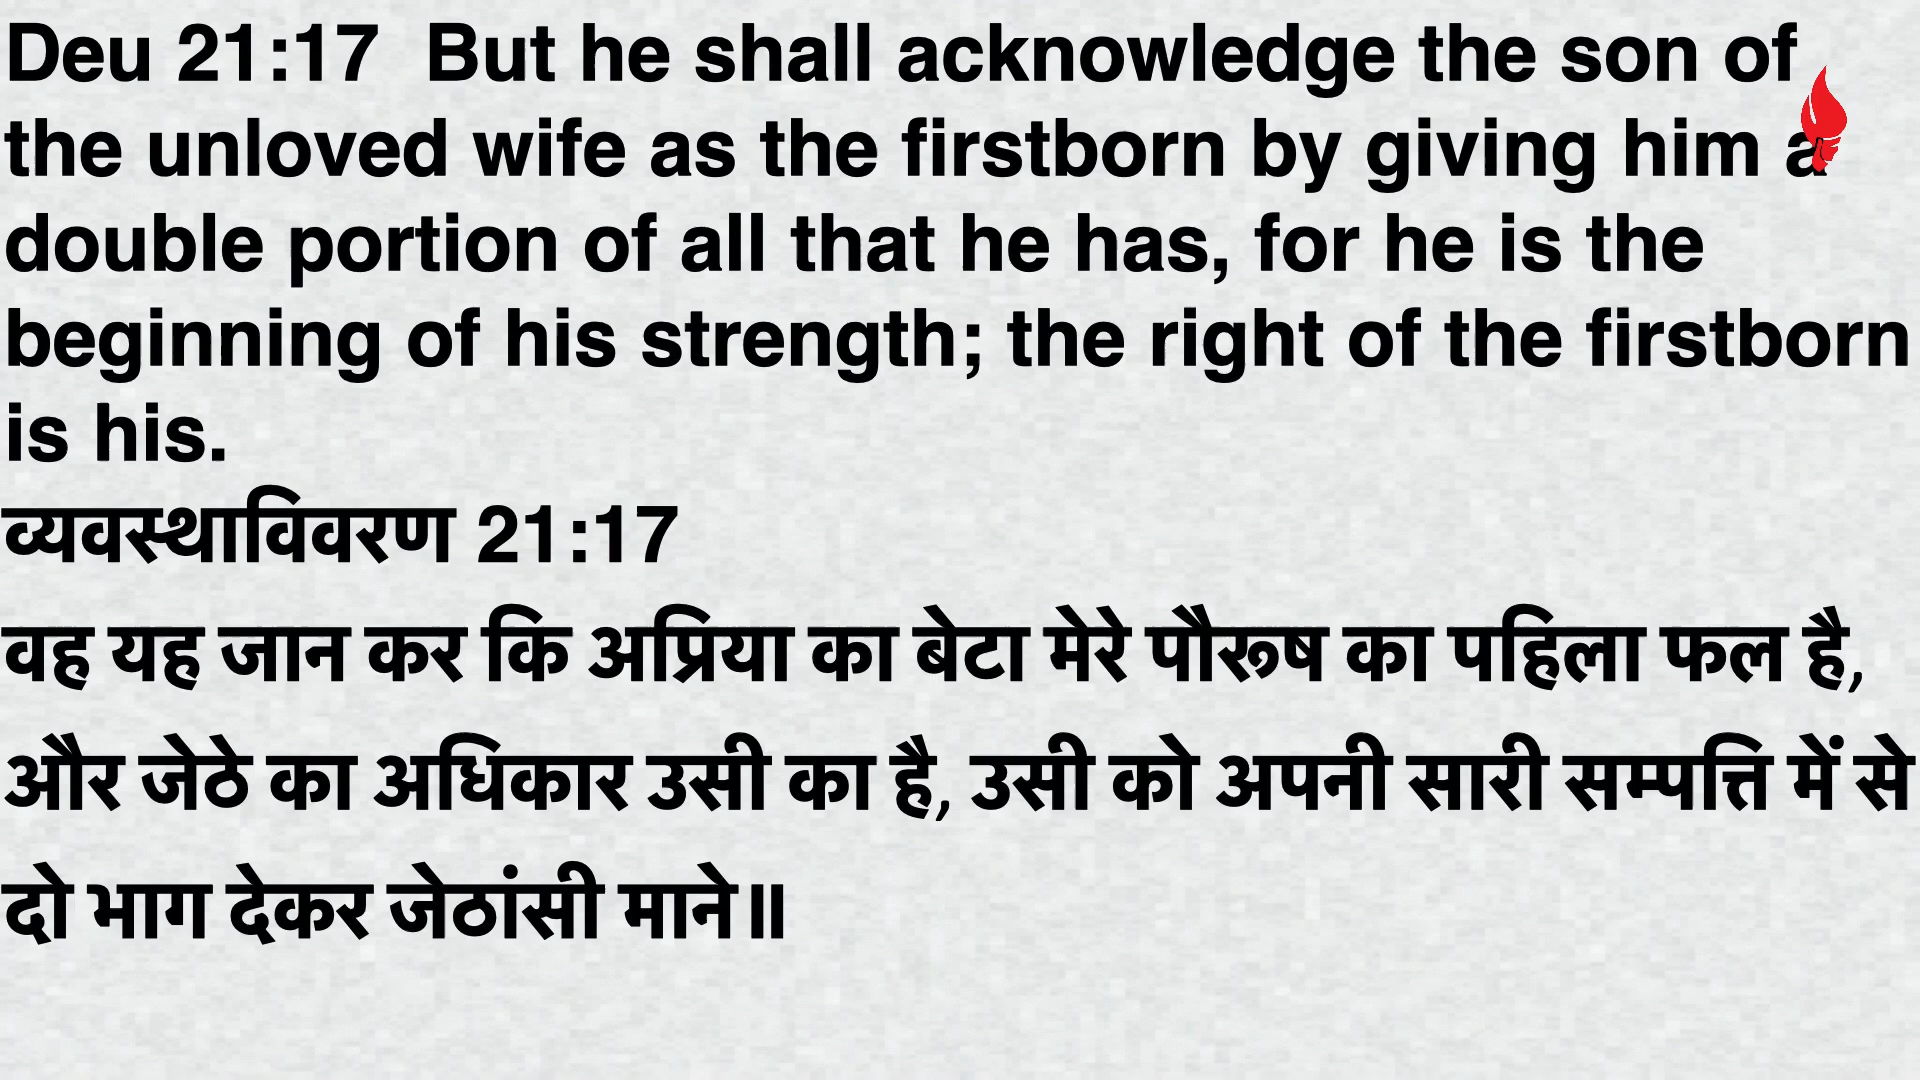 Deu 21:17  But he shall acknowledge the son of
the unloved wife as the firstborn by giving him a
double portion of all that he has, for he is the
beginning of his strength; the right of the firstborn
is his.
व्यवस्थाविवरण 21:17
वह यह जान कर कि अप्रिया का बेटा मेरे पौरूष का पहिला फल है,
और जेठे का अधिकार उसी का है, उसी को अपनी सारी सम्पत्ति में से
दो भाग देकर जेठांसी माने॥